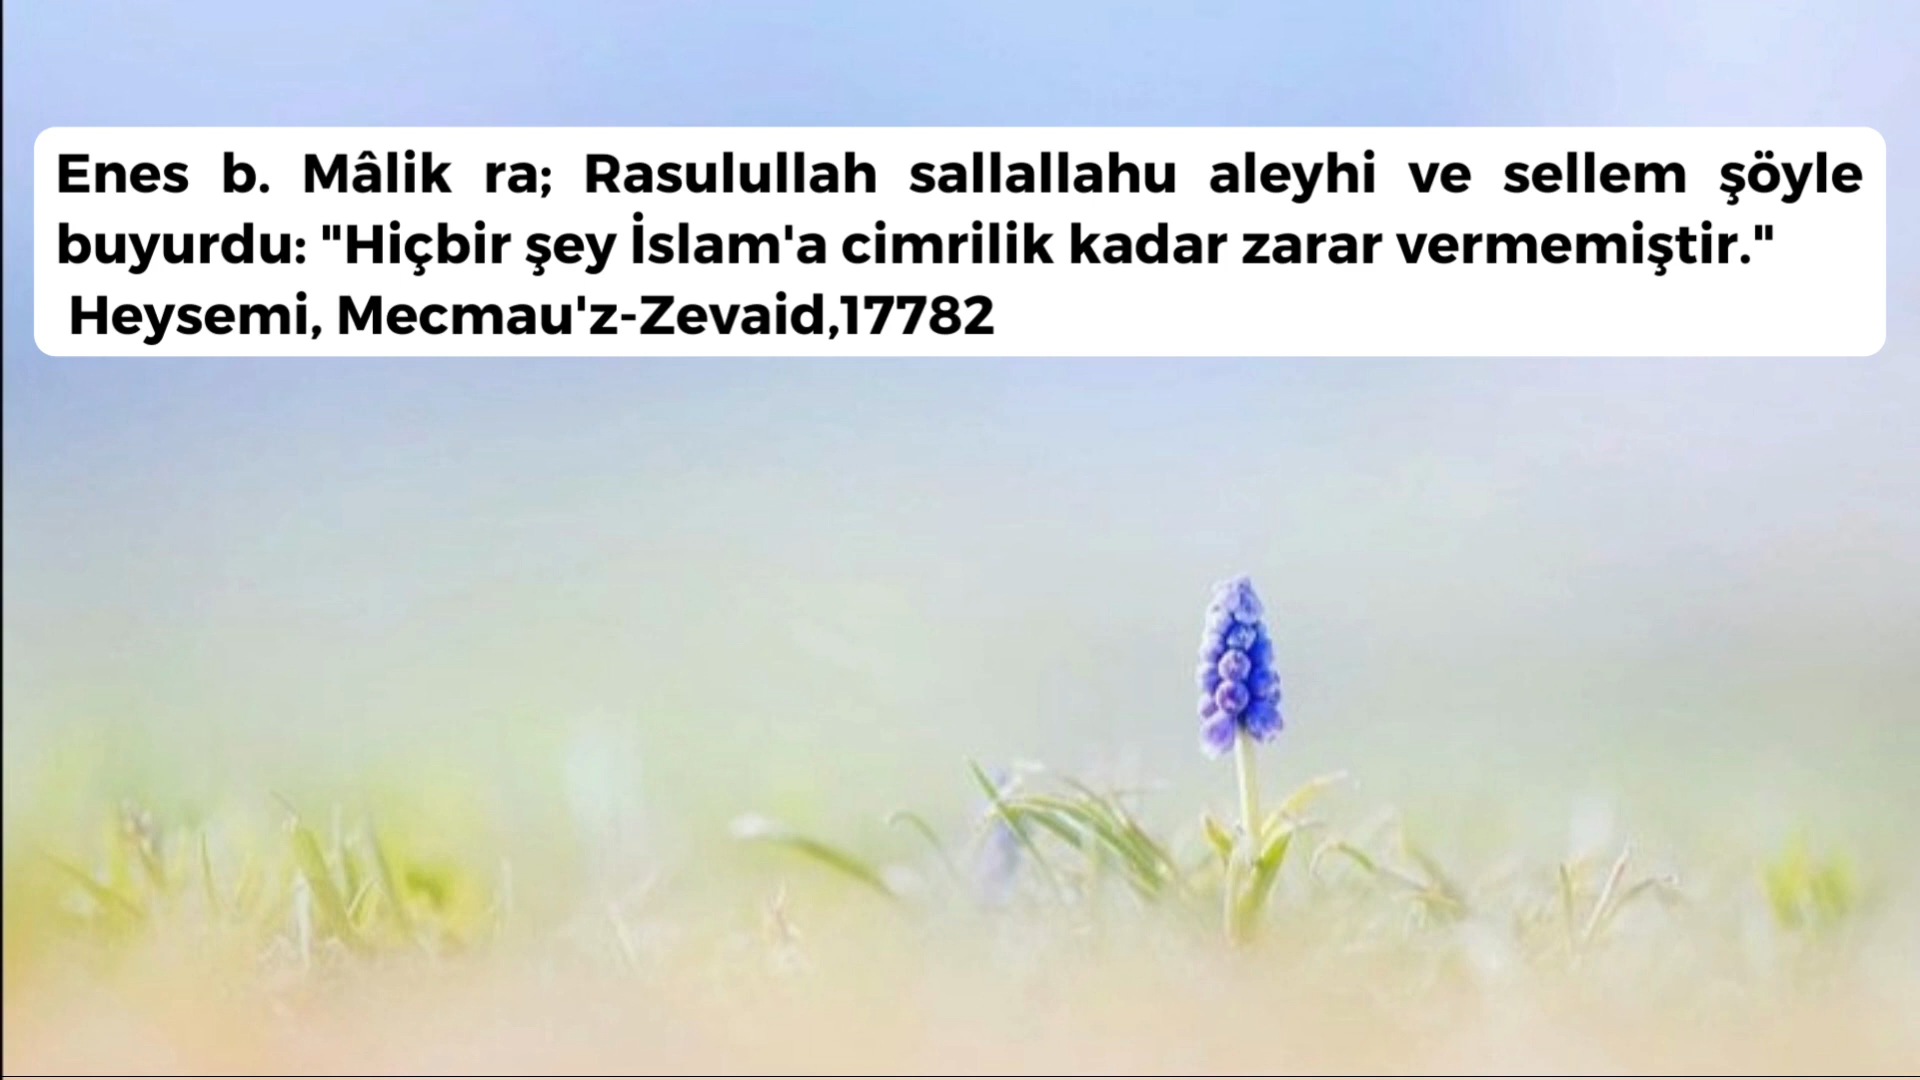 Enes b. Mâlik ra; Rasulullah sallallahu aleyhi ve sellem şöyle
buyurdu: "Hiçbir şey İslam'a cimrilik kadar zarar vermemiştir."
Heysemi, Mecmau'z-Zevaid,17782